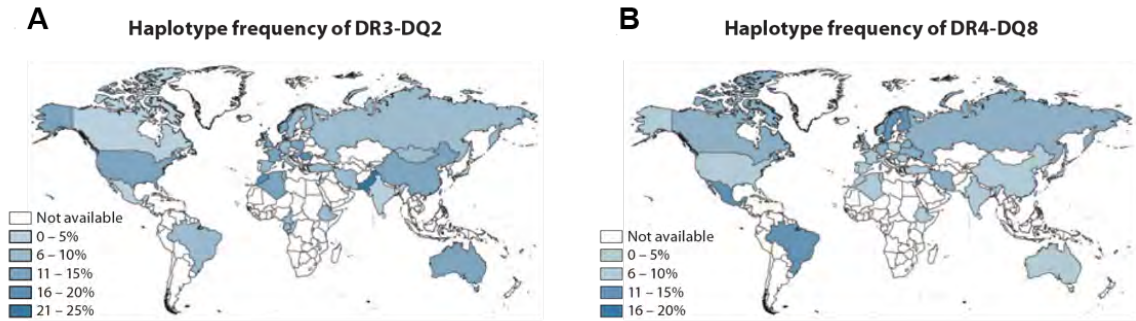 A
Haplotype frequency of DR3-DQ2
Not available
0 – 5%
6 – 10%
11 – 15%
16 – 20%
21 – 25%
B
Haplotype frequency of DR4-DQ8
Not available
0 – 5%
6 – 10%
11 – 15%
16 – 20%